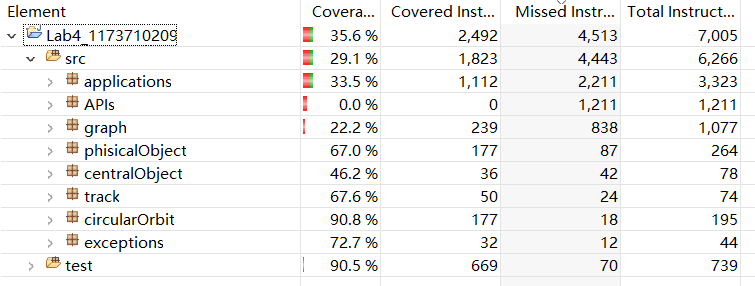 Element Covera... Covered Inst... Missed Instr... Total Instruct...
Lab4_1173710209 35.6 % 2,492 4,513 7,005
src 29.1 % 1,823 4,443 6,266
applications 33.5 % 1,112 2,211 3,323
APIs 0.0 % 0 1,211 1,211
graph 22.2 % 239 838 1,077
phisicalObject 67.0 % 177 87 264
centralObject 46.2 % 36 42 78
track 67.6 % 50 24 74
circularOrbit 90.8 % 177 18 195
exceptions 72.7 % 32 12 44
test 90.5 % 669 70 739